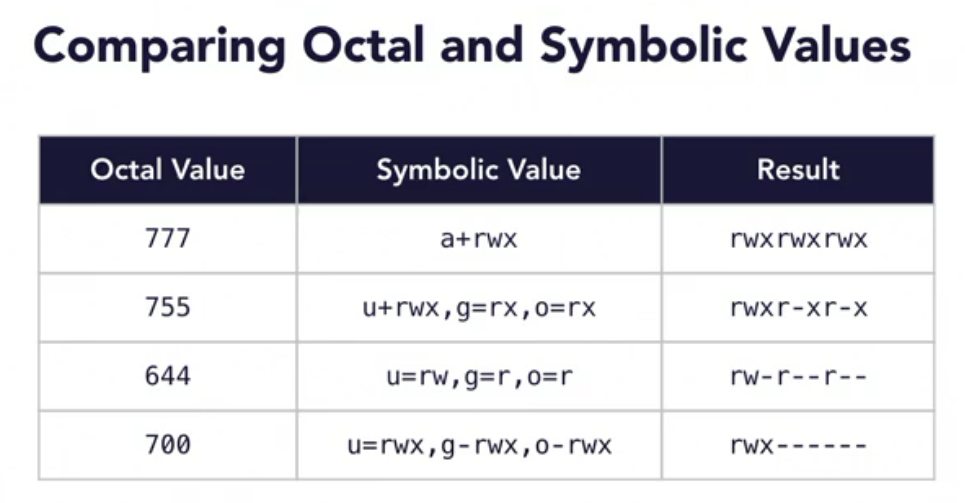 Comparing Octal and Symbolic Values
Octal Value Symbolic Value Result
777 a+rwx rwxrwxrwx
755 u+rwx,g=rx,o=rx rwxr-xr-x
644 u=rw,g=r,o=r rw-r--r--
700 u=rwx,g-rwx,o-rwx rwx------